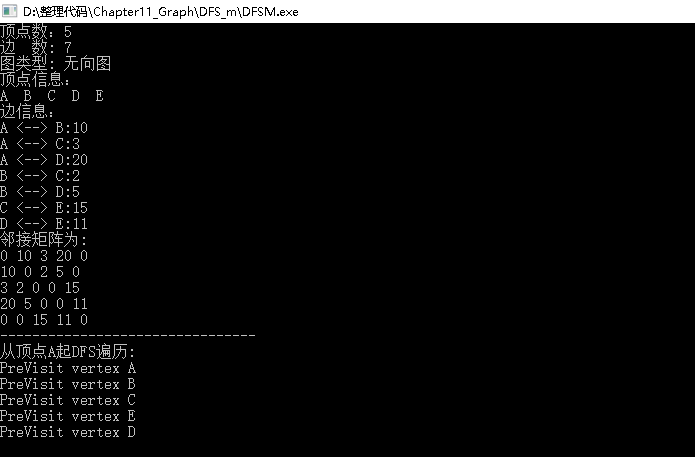 D:\整理代码\Chapter11_Graph\DFS_m\DFSM.exe
顶点数: 5
边  数: 7
图类型: 无向图
顶点信息:
A  B  C  D  E
边信息:
A <--> B:10
A <--> C:3
A <--> D:20
B <--> C:2
B <--> D:5
C <--> E:15
D <--> E:11
邻接矩阵为:
0 10 3 20 0
10 0 2 5 0
3 2 0 0 15
20 5 0 0 11
0 0 15 11 0
--------------------------------
从顶点A起DFS遍历:
PreVisit vertex A
PreVisit vertex B
PreVisit vertex C
PreVisit vertex E
PreVisit vertex D